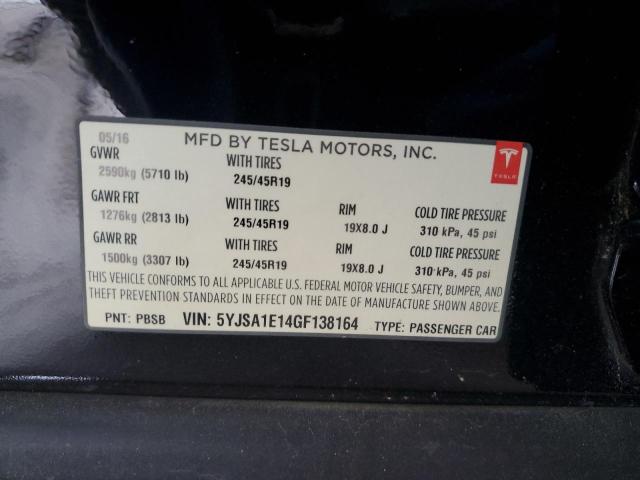 05/16 MFD BY TESLA MOTORS, INC.
GVWR WITH TIRES TESLA
2590kg (5710 lb) 245/45R19
GAWR FRT WITH TIRES RIM COLD TIRE PRESSURE
1276kg (2813 lb) 245/45R19 19X8.0 J 310 kPa, 45 psi
GAWR RR WITH TIRES RIM COLD TIRE PRESSURE
1500kg (3307 lb) 245/45R19 19X8.0 J 310 kPa, 45 psi
THIS VEHICLE CONFORMS TO ALL APPLICABLE U.S. FEDERAL MOTOR VEHICLE SAFETY, BUMPER, AND
THEFT PREVENTION STANDARDS IN EFFECT ON THE DATE OF MANUFACTURE SHOWN ABOVE.
PNT: PBSB VIN: 5YJSA1E14GF138164 TYPE: PASSENGER CAR